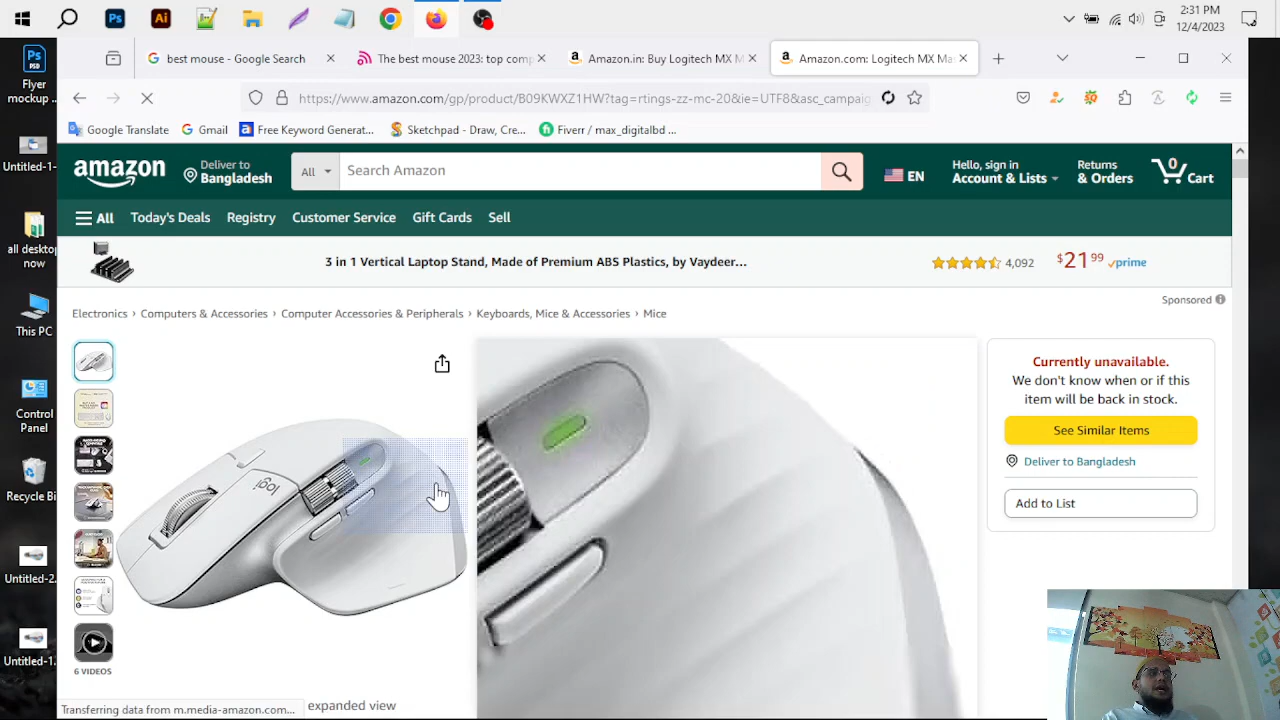 Ps
Ai
2:31 PM
12/4/2023
Ps
PSD
Flyer
mockup ...
Untitled-1-
all desktop
now
This PC
Control
Panel
Recycle Bi
Untitled-2.
Untitled-1.
best mouse - Google Search
The best mouse 2023: top comp
Amazon.in: Buy Logitech MX M
Amazon.com: Logitech MX Ma
https://www.amazon.com/gp/product/B09KWXZ1HW?tag=rtings-zz-mc-20&ie=UTF8&asc_campaig
Google Translate
Gmail
Free Keyword Generat...
Sketchpad - Draw, Cre...
Fiverr / max_digitalbd ...
amazon
Deliver to
Bangladesh
All
Search Amazon
EN
Hello, sign in
Account & Lists
Returns
& Orders
0
Cart
All
Today's Deals
Registry
Customer Service
Gift Cards
Sell
3 in 1 Vertical Laptop Stand, Made of Premium ABS Plastics, by Vaydeer...
4,092
$21 99
prime
Sponsored
Electronics › Computers & Accessories › Computer Accessories & Peripherals › Keyboards, Mice & Accessories › Mice
logi
6 VIDEOS
expanded view
Currently unavailable.
We don't know when or if this
item will be back in stock.
See Similar Items
Deliver to Bangladesh
Add to List
Transferring data from m.media-amazon.com...